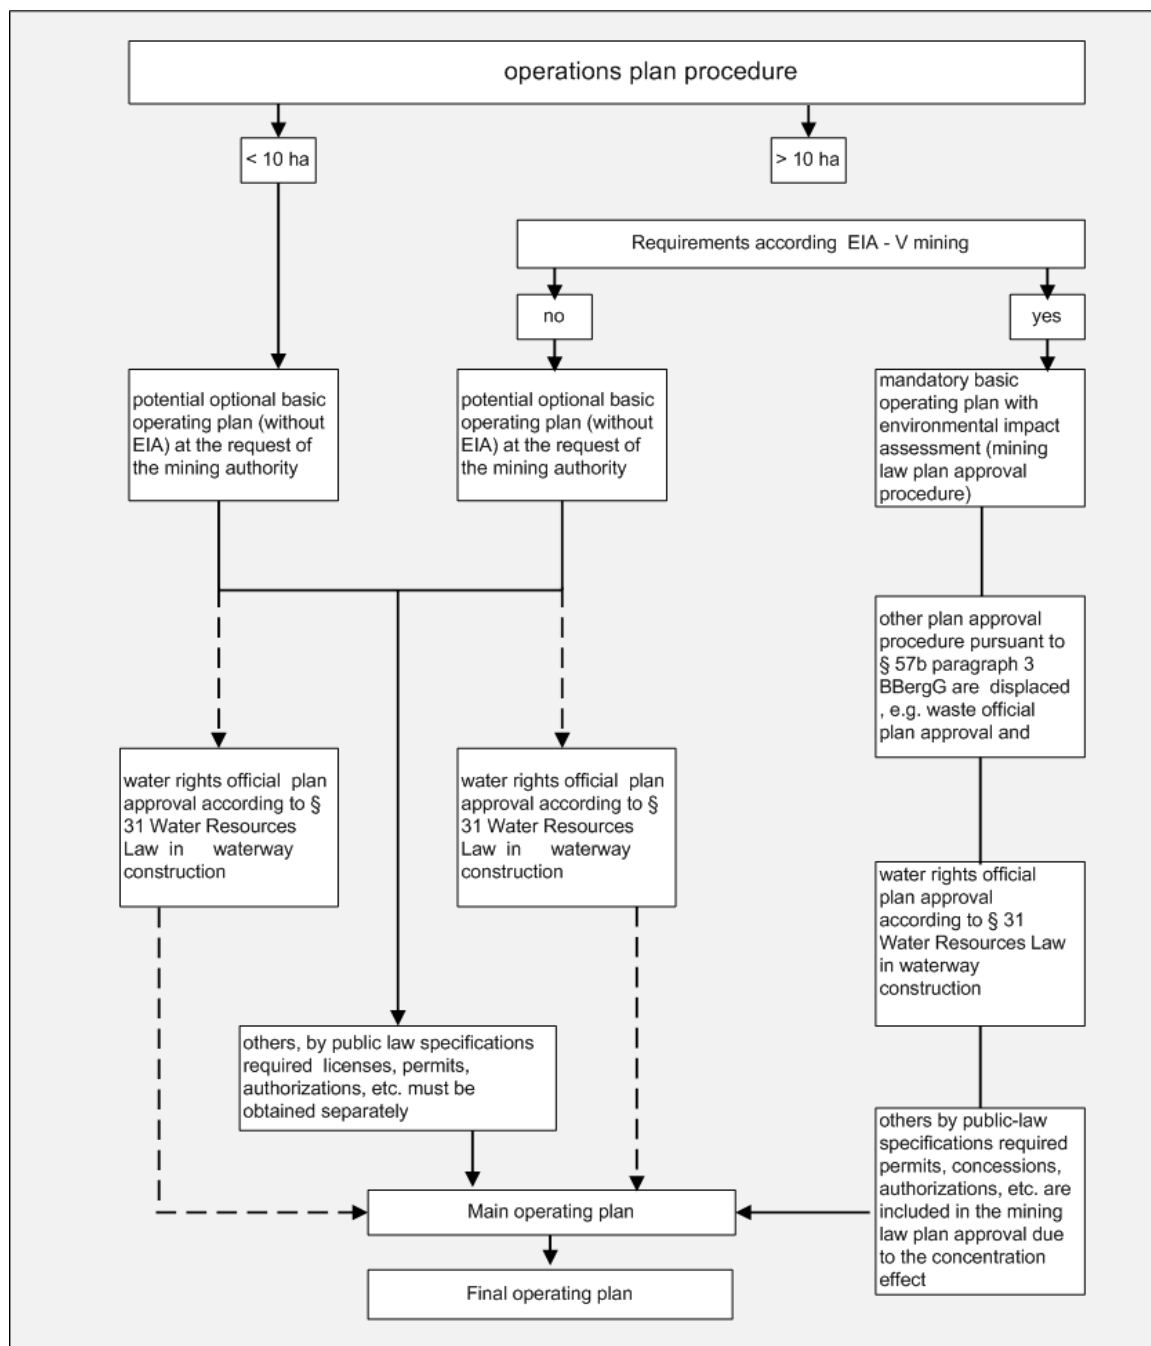 operations plan procedure
< 10 ha
> 10 ha
Requirements according EIA - V mining
no
yes
potential optional basic
operating plan (without
EIA) at the request of
the mining authority
potential optional basic
operating plan (without
EIA) at the request of
the mining authority
mandatory basic
operating plan with
environmental impact
assessment (mining
law plan approval
procedure)
other plan approval
procedure pursuant to
§ 57b paragraph 3
BBergG are displaced
, e.g. waste official
plan approval and
water rights official plan
approval according to §
31 Water Resources
Law in waterway
construction
water rights official plan
approval according to §
31 Water Resources
Law in waterway
construction
water rights official
plan approval
according to § 31
Water Resources Law
in waterway
construction
others, by public law specifications
required licenses, permits,
authorizations, etc. must be
obtained separately
others by public-law
specifications required
permits, concessions,
authorizations, etc. are
included in the mining
law plan approval due
to the concentration
effect
Main operating plan
Final operating plan